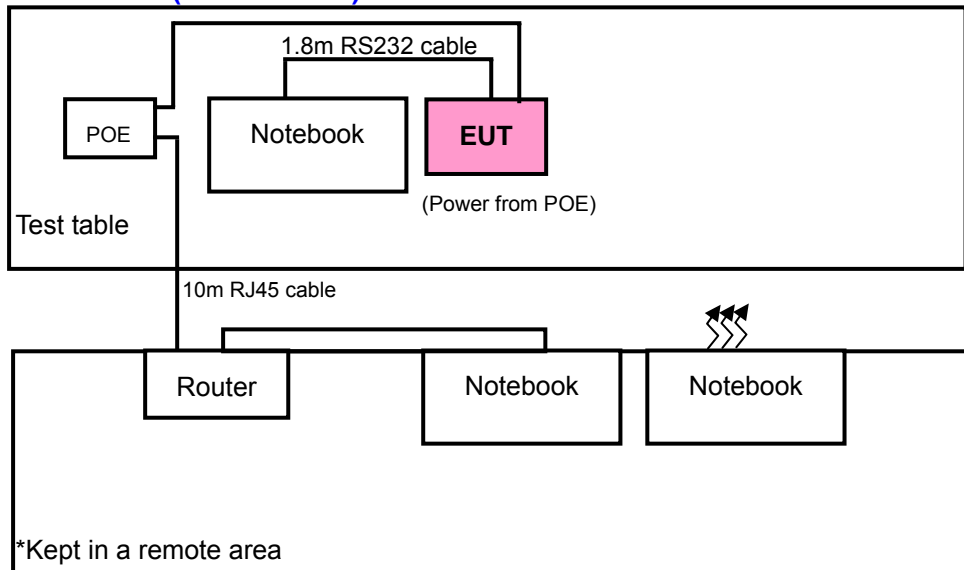 1.8m RS232 cable
POE
Notebook
EUT
(Power from POE)
Test table
10m RJ45 cable
Router
Notebook
Notebook
*Kept in a remote area